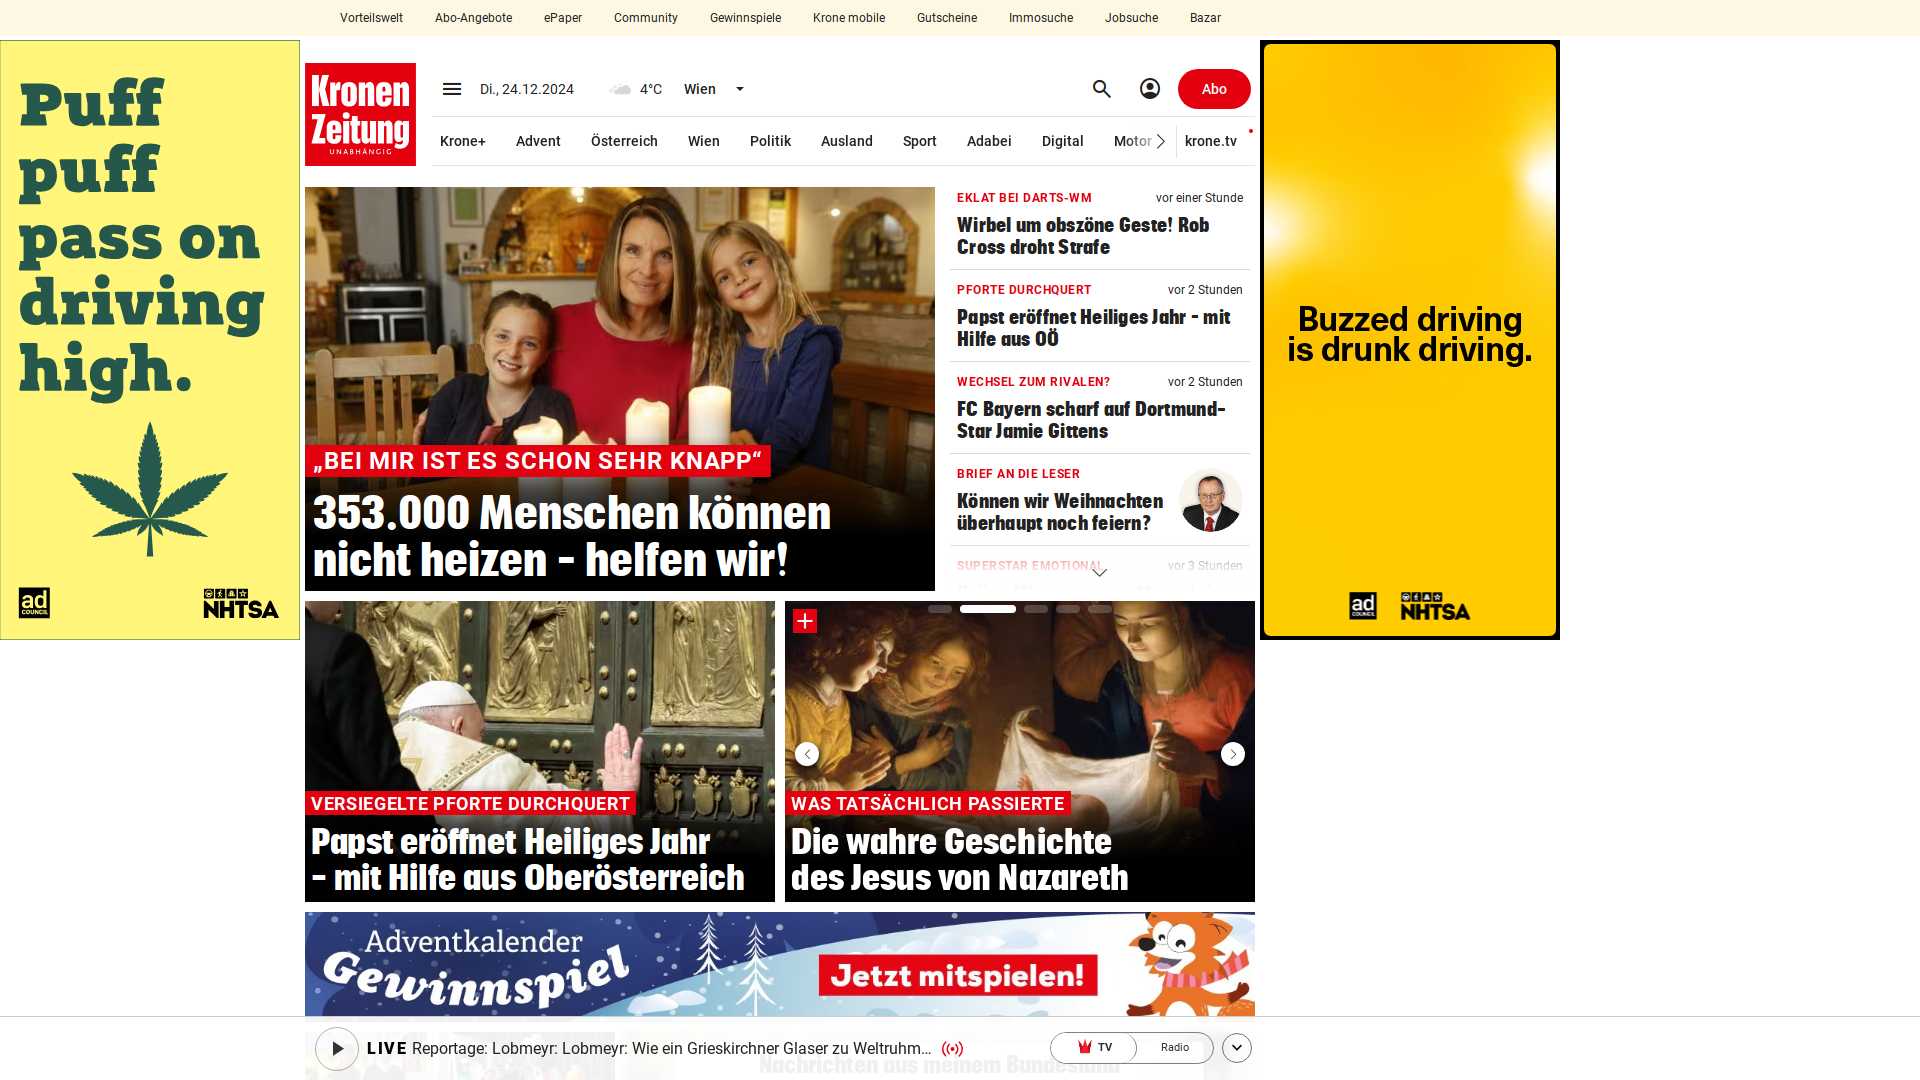 Vorteilswelt
Abo-Angebote
ePaper
Community
Gewinnspiele
Krone mobile
Gutscheine
Immosuche
Jobsuche
Bazar
Puff
puff
pass on
driving
high.
ad
COUNCIL
NHTSA
Kronen
Zeitung
UNABHÄNGIG
Di., 24.12.2024
4°C
Wien
Abo
Krone+
Advent
Österreich
Wien
Politik
Ausland
Sport
Adabei
Digital
Motor
krone.tv
„BEI MIR IST ES SCHON SEHR KNAPP“
353.000 Menschen können
nicht heizen – helfen wir!
EKLAT BEI DARTS-WM
vor einer Stunde
Wirbel um obszöne Geste! Rob
Cross droht Strafe
PFORTE DURCHQUERT
vor 2 Stunden
Papst eröffnet Heiliges Jahr – mit
Hilfe aus OÖ
WECHSEL ZUM RIVALEN?
vor 2 Stunden
FC Bayern scharf auf Dortmund-
Star Jamie Gittens
BRIEF AN DIE LESER
Können wir Weihnachten
überhaupt noch feiern?
SUPERSTAR EMOTIONAL
vor 3 Stunden
Buzzed driving
is drunk driving.
ad
COUNCIL
NHTSA
VERSIEGELTE PFORTE DURCHQUERT
Papst eröffnet Heiliges Jahr
– mit Hilfe aus Oberösterreich
WAS TATSÄCHLICH PASSIERTE
Die wahre Geschichte
des Jesus von Nazareth
Adventkalender
Gewinnspiel
Jetzt mitspielen!
LIVE Reportage: Lobmeyr: Lobmeyr: Wie ein Grieskirchner Glaser zu Weltruhm...
TV
Radio
Nachrichten aus meinem Bundesland